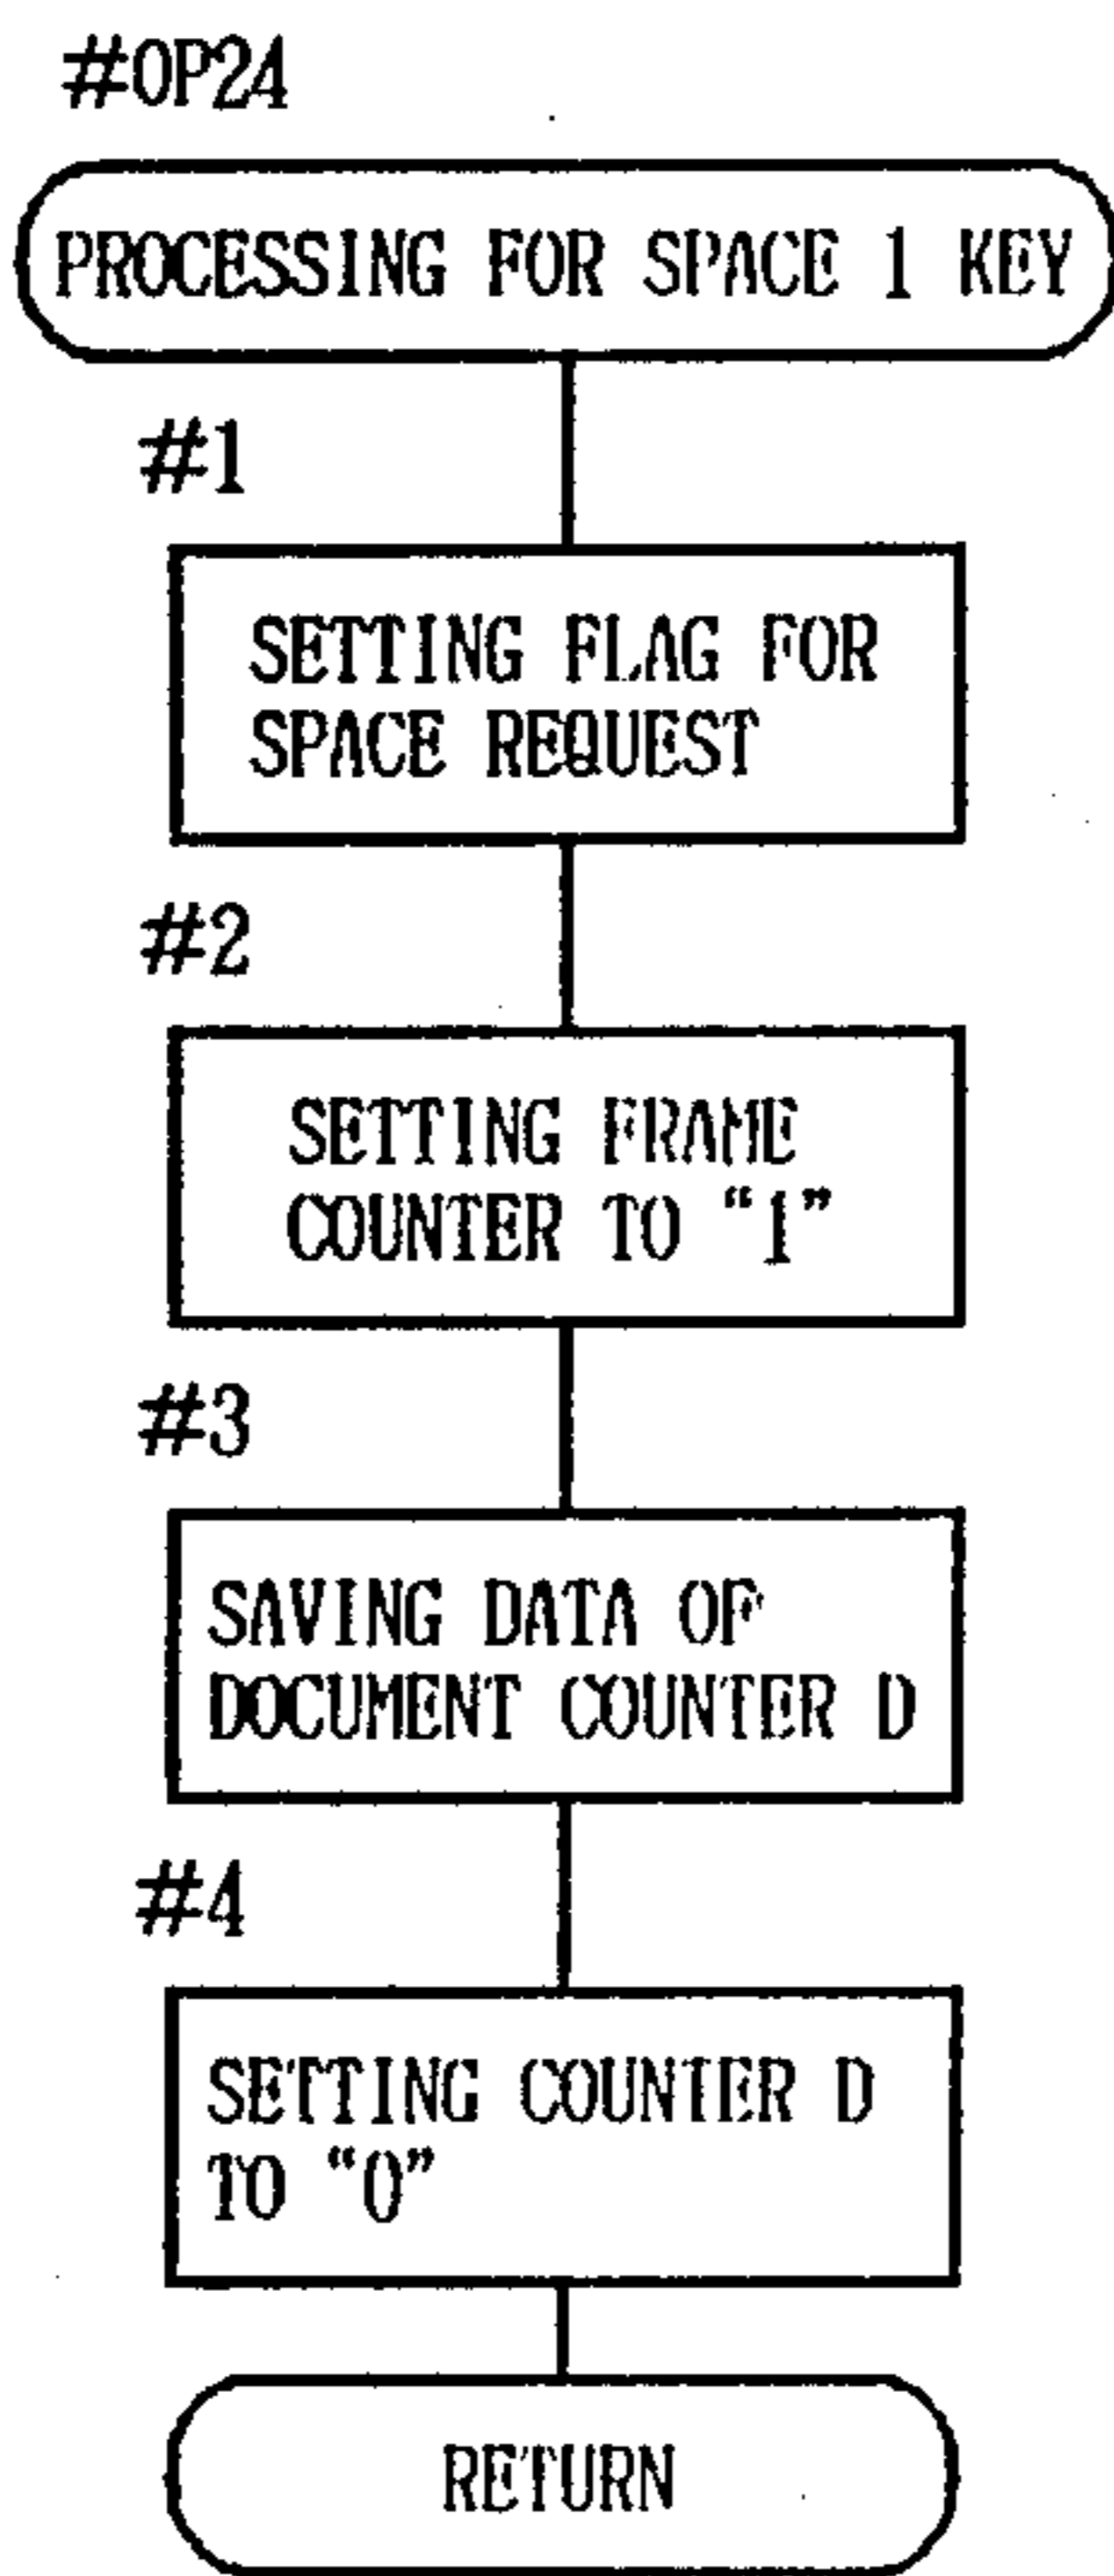 #OP24
PROCESSING FOR SPACE 1 KEY
#1
SETTING FLAG FOR
SPACE REQUEST
#2
SETTING FRAME
COUNTER TO “1”
#3
SAVING DATA OF
DOCUMENT COUNTER D
#4
SETTING COUNTER D
TO “0”
RETURN